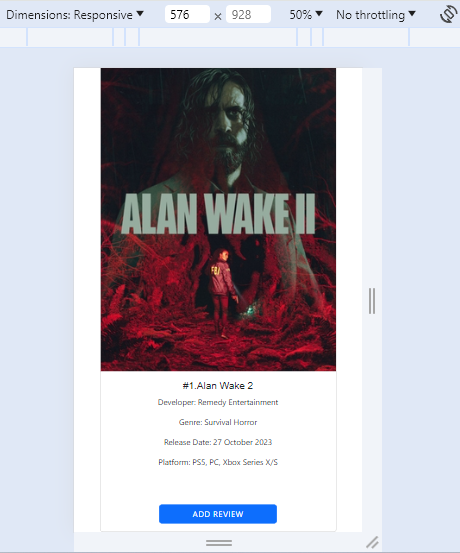 Dimensions: Responsive 576 × 928 50% No throttling
ALAN WAKE II
FBI
#1.Alan Wake 2
Developer: Remedy Entertainment
Genre: Survival Horror
Release Date: 27 October 2023
Platform: PS5, PC, Xbox Series X/S
ADD REVIEW